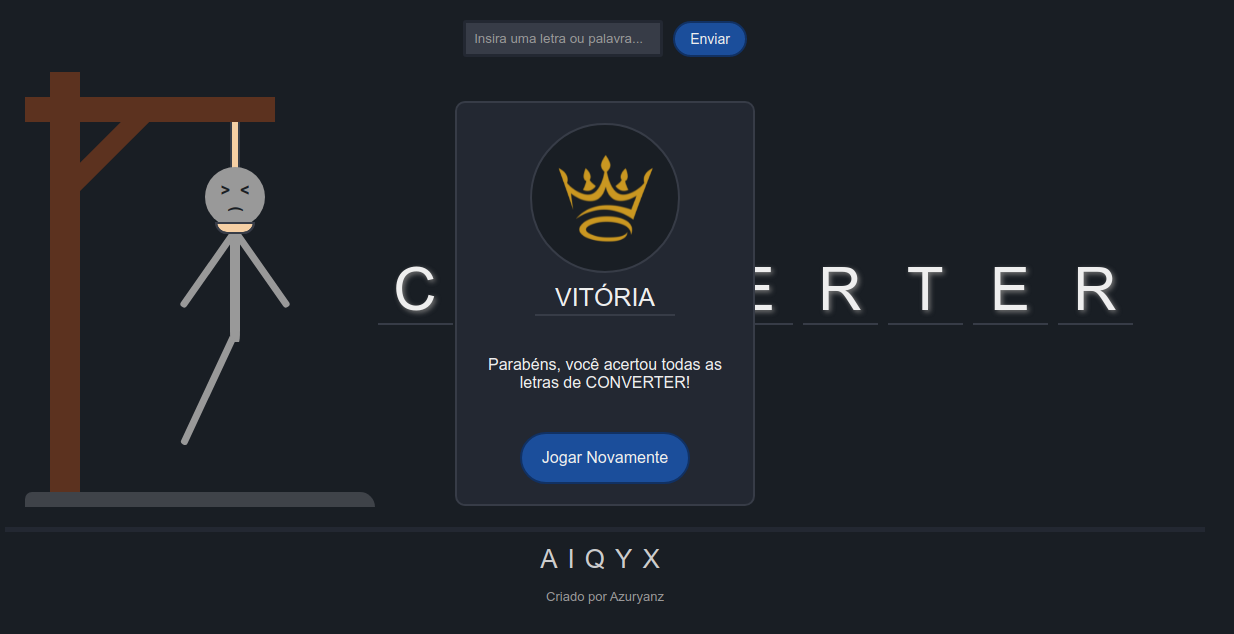 Insira uma letra ou palavra...
Enviar
C E R T E R
VITÓRIA
Parabéns, você acertou todas as
letras de CONVERTER!
Jogar Novamente
A I Q Y X
Criado por Azuryanz